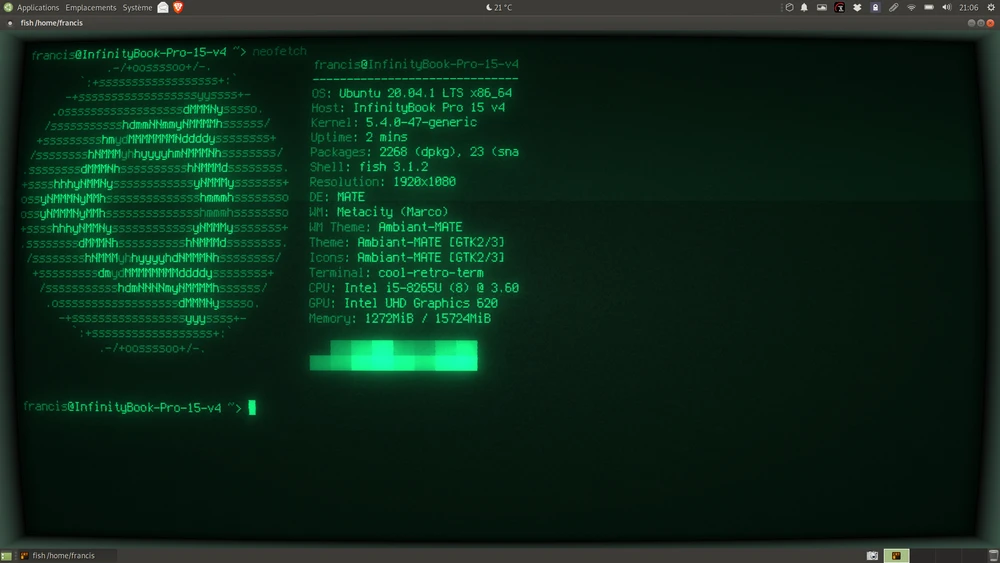 Applications Emplacements Système
21 °C
21:06
fish /home/francis
francis@InfinityBook-Pro-15-v4 ~> neofetch
francis@InfinityBook-Pro-15-v4
------------------------------
OS: Ubuntu 20.04.1 LTS x86_64
Host: InfinityBook Pro 15 v4
Kernel: 5.4.0-47-generic
Uptime: 2 mins
Packages: 2268 (dpkg), 23 (sna
Shell: fish 3.1.2
Resolution: 1920x1080
DE: MATE
WM: Metacity (Marco)
WM Theme: Ambiant-MATE
Theme: Ambiant-MATE [GTK2/3]
Icons: Ambiant-MATE [GTK2/3]
Terminal: cool-retro-term
CPU: Intel i5-8265U (8) @ 3.60
GPU: Intel UHD Graphics 620
Memory: 1272MiB / 15724MiB
francis@InfinityBook-Pro-15-v4 ~>
fish /home/francis